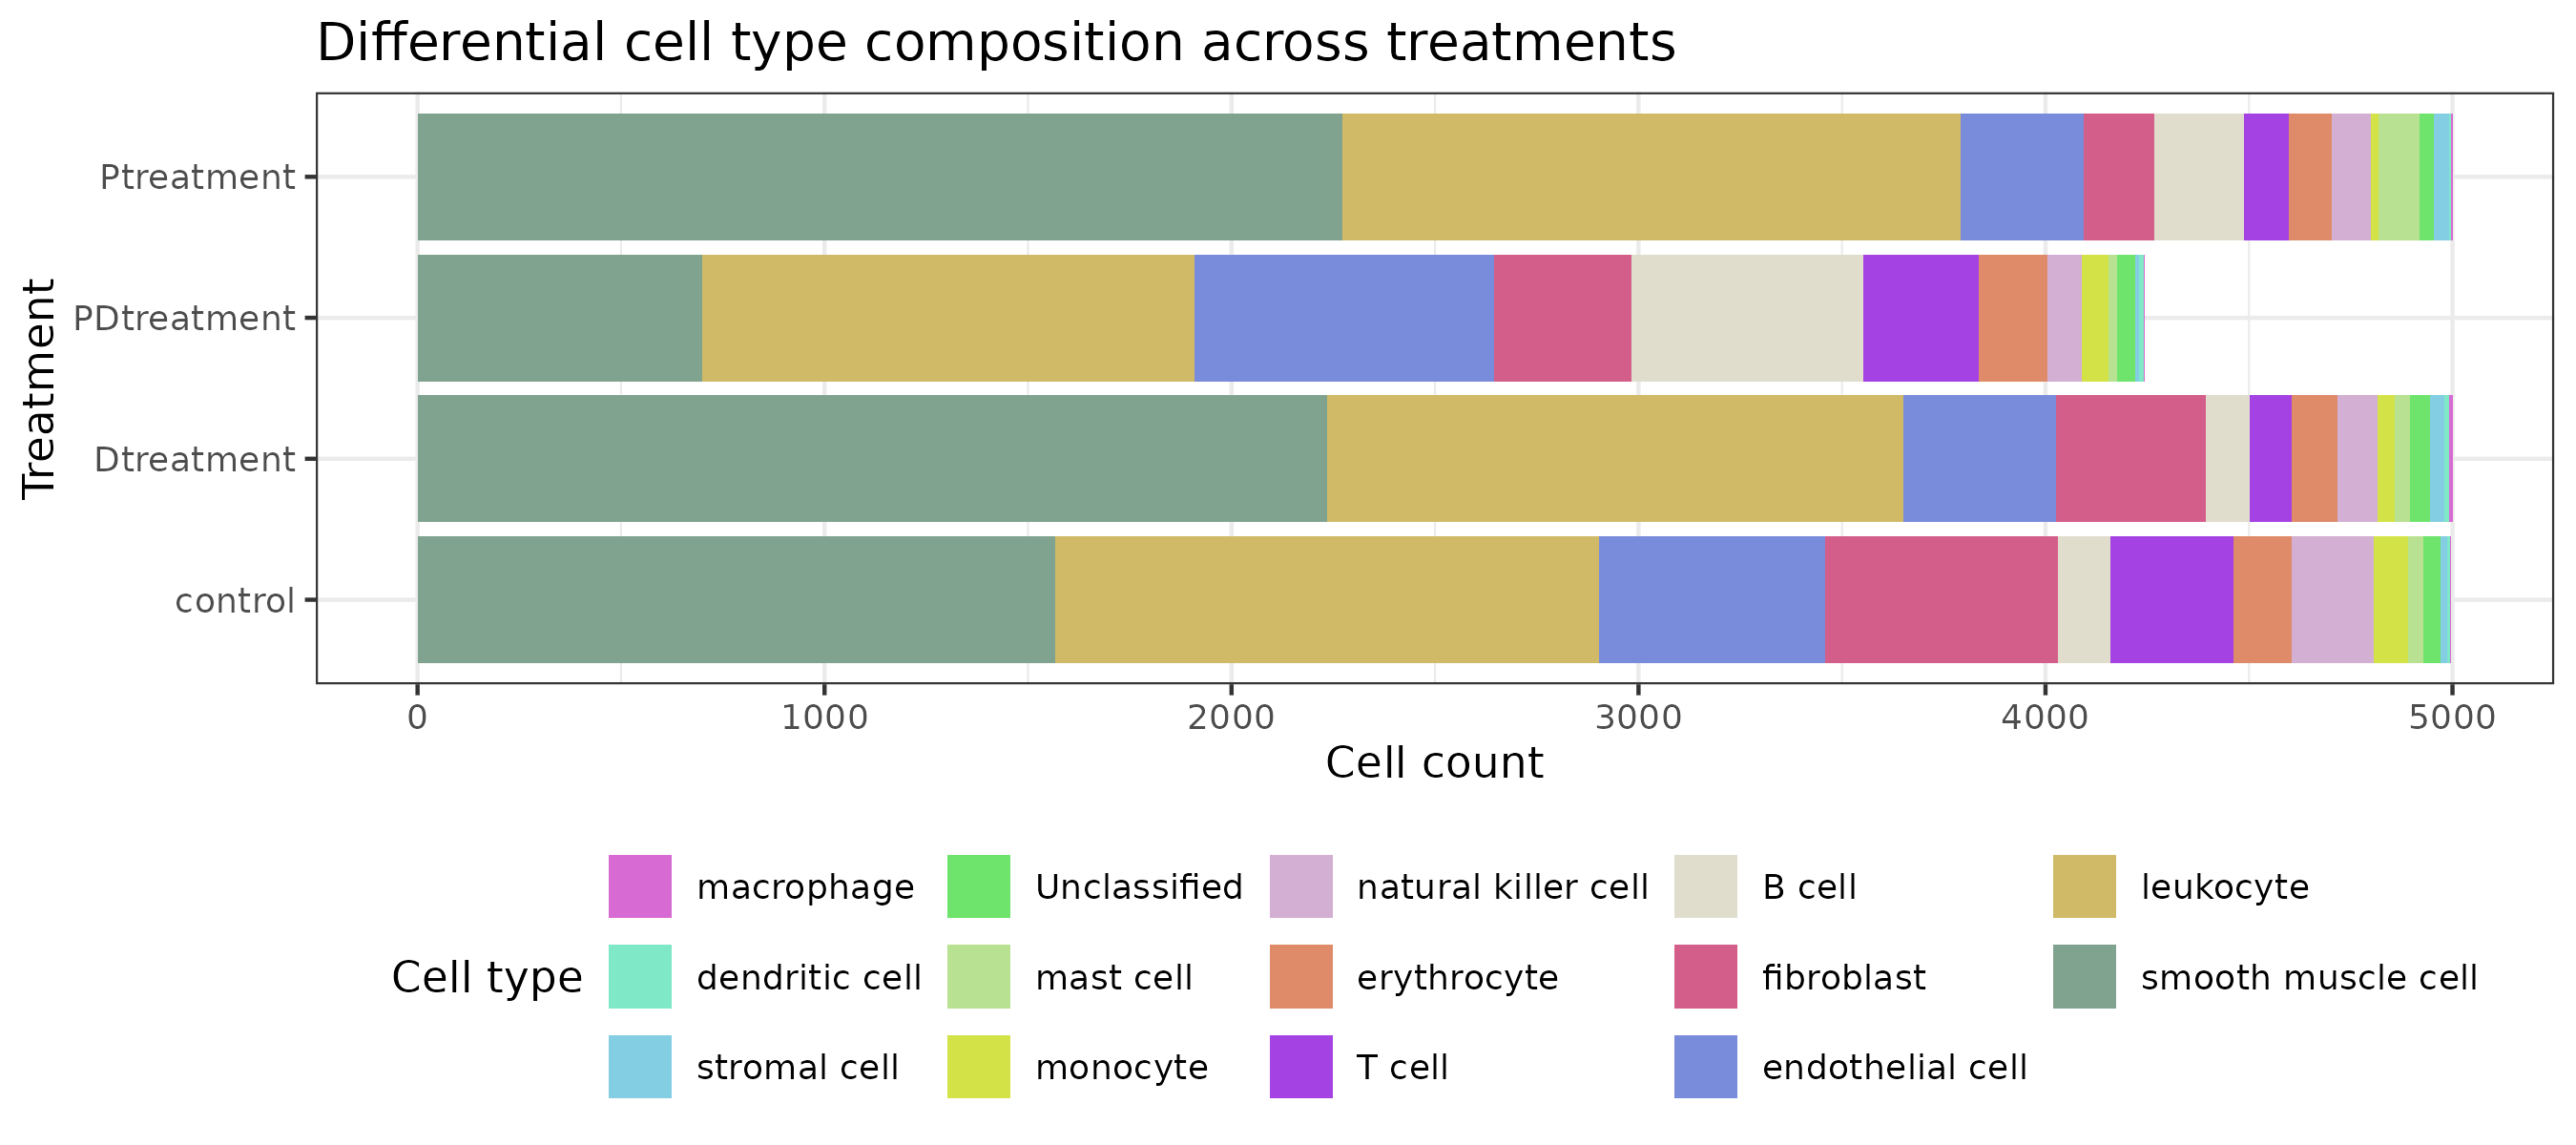 Differential cell type composition across treatments
Treatment
Ptreatment
PDtreatment
Dtreatment
control
0 1000 2000 3000 4000 5000
Cell count
Cell type
macrophage Unclassified natural killer cell B cell leukocyte
dendritic cell mast cell erythrocyte fibroblast smooth muscle cell
stromal cell monocyte T cell endothelial cell